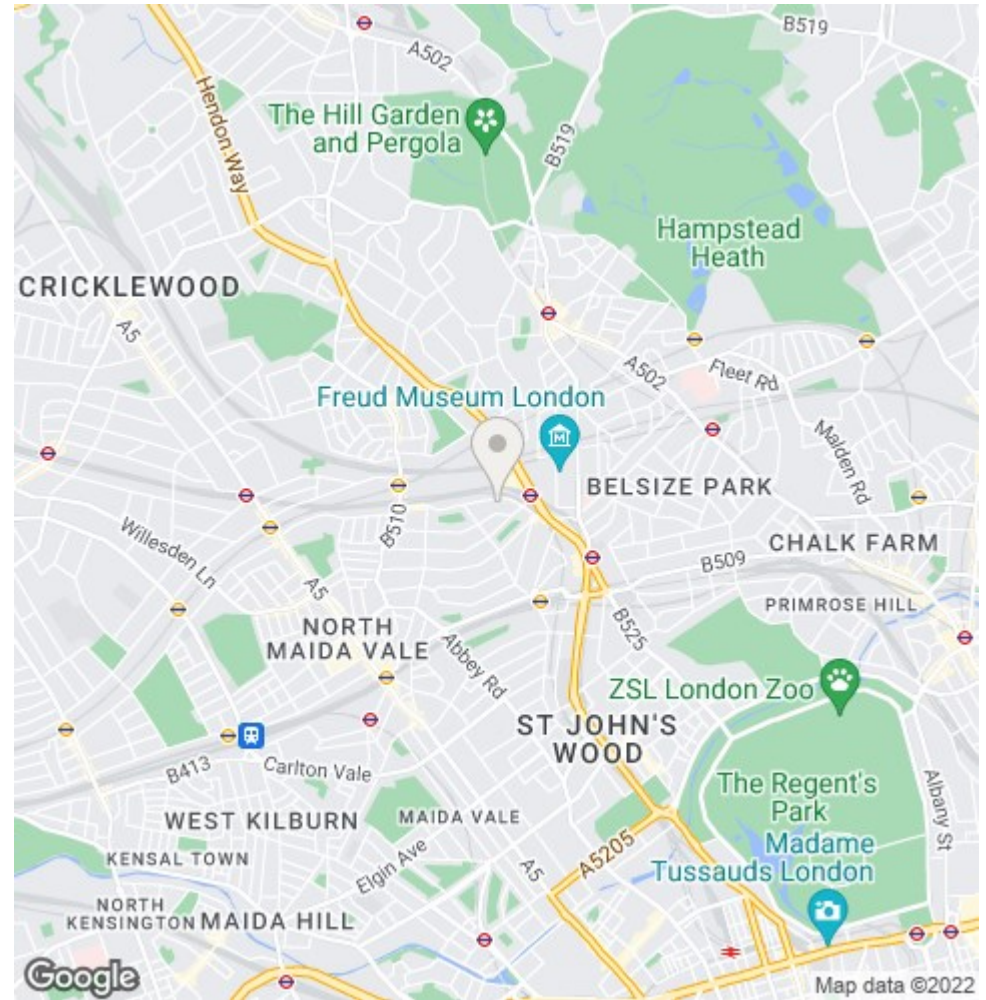 B519
A502
The Hill Garden
and Pergola
B519
Hendon Way
Hampstead
Heath
CRICKLEWOOD
A5
A502
Fleet Rd
Freud Museum London
Malden Rd
BELSIZE PARK
B510
Willesden Ln
CHALK FARM
B509
A5
PRIMROSE HILL
B525
NORTH
MAIDA VALE
Abbey Rd
ZSL London Zoo
ST JOHN'S
WOOD
B413
Carlton Vale
The Regent's
Park
Albany St
WEST KILBURN
MAIDA VALE
A5205
Madame
Tussauds London
KENSAL TOWN
Elgin Ave
A5
NORTH
KENSINGTON
MAIDA HILL
Google
Map data ©2022